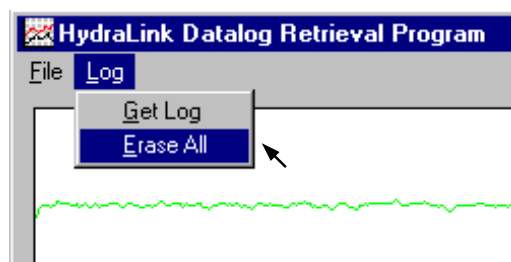 HydraLink Datalog Retrieval Program
File Log
Get Log
Erase All